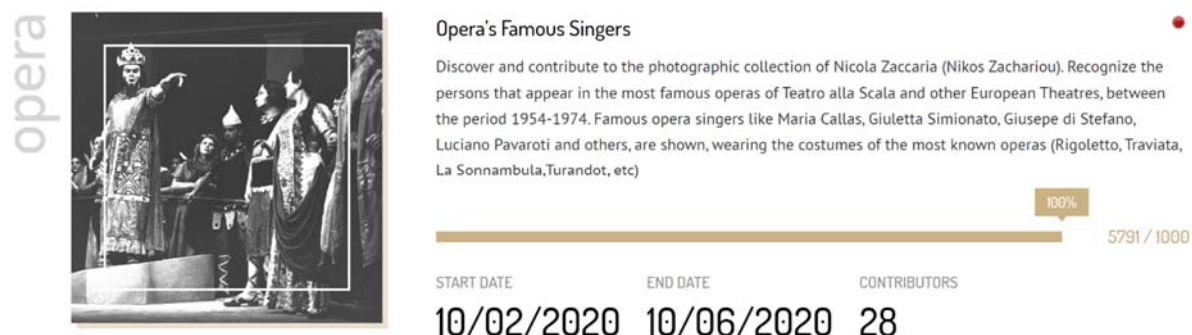 opera
Opera's Famous Singers
Discover and contribute to the photographic collection of Nicola Zaccaria (Nikos Zachariou). Recognize the
persons that appear in the most famous operas of Teatro alla Scala and other European Theatres, between
the period 1954-1974. Famous opera singers like Maria Callas, Giuletta Simionato, Giusepe di Stefano,
Luciano Pavaroti and others, are shown, wearing the costumes of the most known operas (Rigoletto, Traviata,
La Sonnambula,Turandot, etc)
100%
5791 / 1000
START DATE END DATE CONTRIBUTORS
10/02/2020 10/06/2020 28